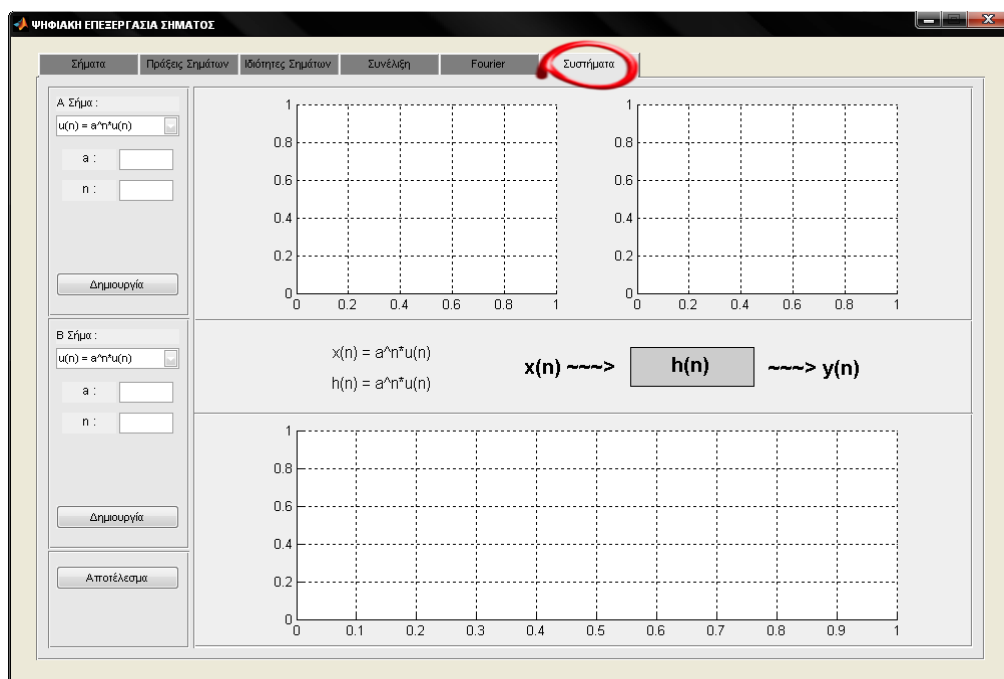 ΨΗΦΙΑΚΗ ΕΠΕΞΕΡΓΑΣΙΑ ΣΗΜΑΤΟΣ
Σήματα Πράξεις Σημάτων Ιδιότητες Σημάτων Συνέλιξη Fourier Συστήματα
Α Σήμα :
u(n) = a^n*u(n)
a :
n :
Δημιουργία
1
0.8
0.6
0.4
0.2
0
0 0.2 0.4 0.6 0.8 1
1
0.8
0.6
0.4
0.2
0
0 0.2 0.4 0.6 0.8 1
Β Σήμα :
u(n) = a^n*u(n)
a :
n :
Δημιουργία
x(n) = a^n*u(n)
h(n) = a^n*u(n)
x(n) ~~~> h(n) ~~~> y(n)
Αποτέλεσμα
1
0.8
0.6
0.4
0.2
0
0 0.1 0.2 0.3 0.4 0.5 0.6 0.7 0.8 0.9 1